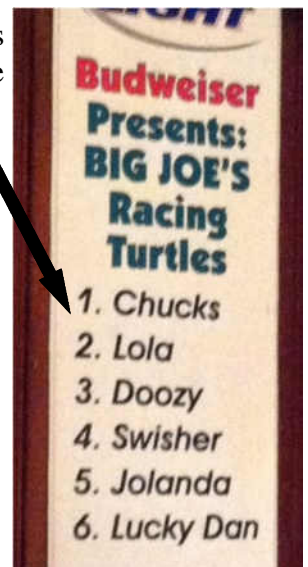 LIGHT
Budweiser
Presents:
BIG JOE'S
Racing
Turtles
1. Chucks
2. Lola
3. Doozy
4. Swisher
5. Jolanda
6. Lucky Dan